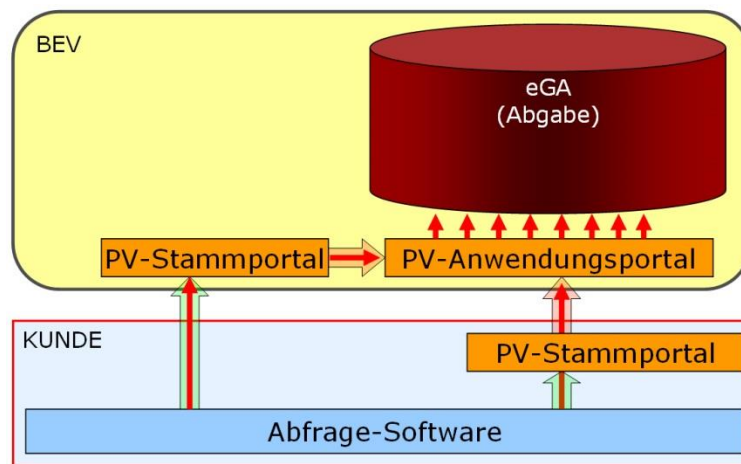 BEV
eGA
(Abgabe)
PV-Stammportal
PV-Anwendungsportal
KUNDE
PV-Stammportal
Abfrage-Software